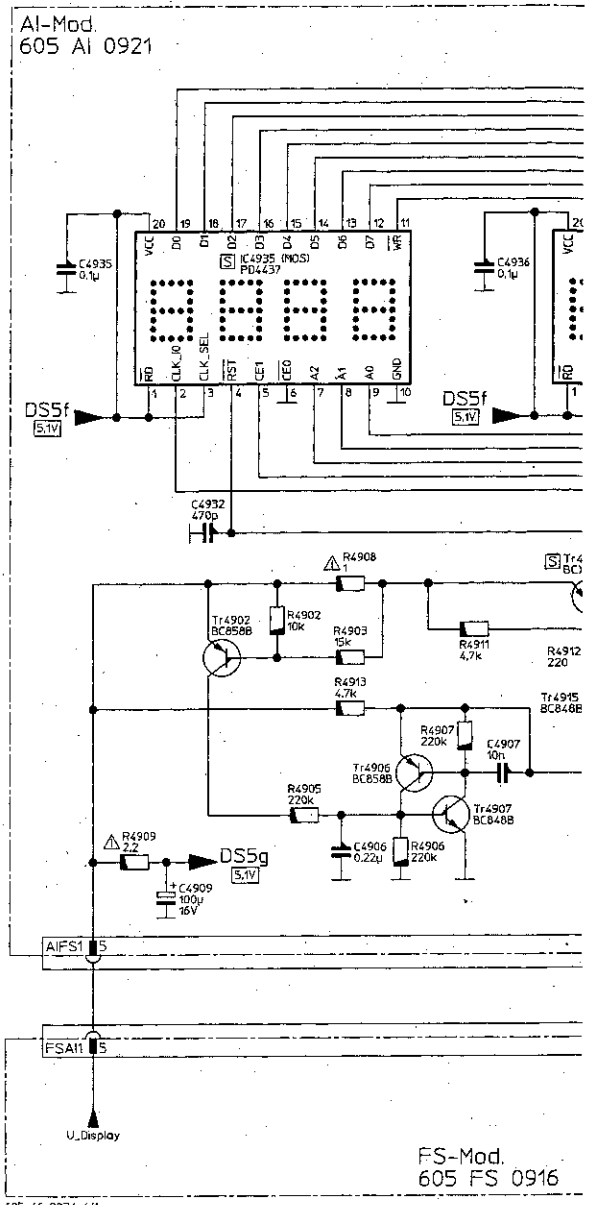 AI-Mod.
605 AI 0921
20 19 18 17 16 15 14 13 12 11
VCC D0 D1 D2 D3 D4 D5 D6 D7 WR
S IC4935 (MOS)
PD4437
C4935
0,1µ
RD CLK_I0 CLK_SEL RST CE1 CE0 A2 A1 A0 GND
1 2 3 4 5 6 7 8 9 10
DS5f
5,1V
C4936
0,1µ
20
VCC
RD
1
DS5f
5,1V
C4932
470p
R4908
1
S Tr4
BC
Tr4902
BC858B
R4902
10k
R4903
15k
R4911
4,7k
R4912
220
R4913
4,7k
Tr4915
BC848B
R4907
220k
C4907
10n
Tr4906
BC858B
R4905
220k
Tr4907
BC848B
C4906
0,22µ
R4906
220k
R4909
2,2
DS5g
5,1V
+
C4909
100µ
16V
AIFS1 5
FSAI1 5
U_Display
FS-Mod.
605 FS 0916